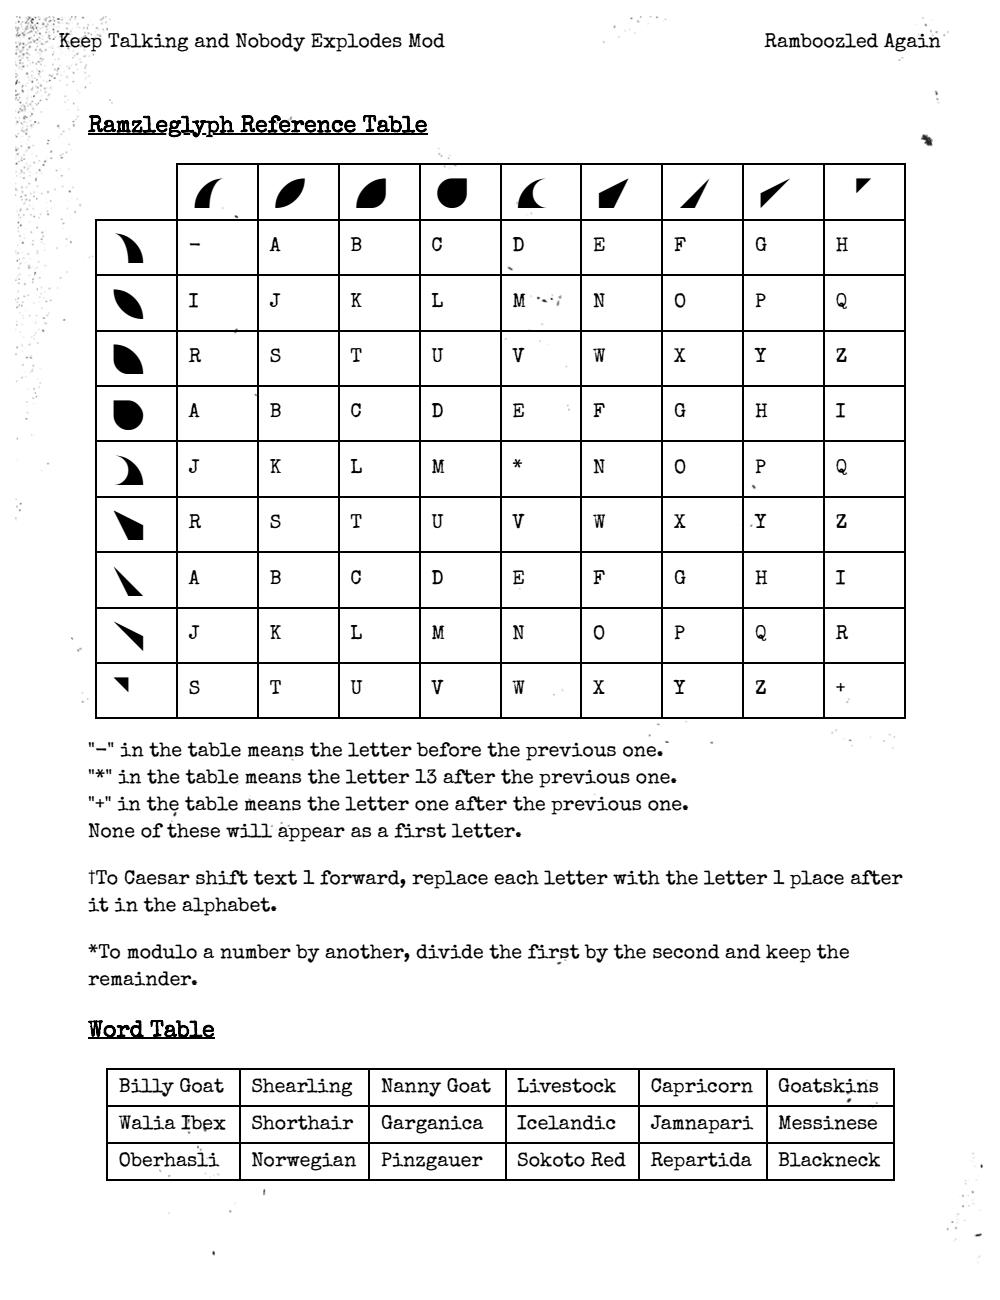 Keep Talking and Nobody Explodes Mod Ramboozled Again
Ramzleglyph Reference Table
- A B C D E F G H
I J K L M N O P Q
R S T U V W X Y Z
A B C D E F G H I
J K L M * N O P Q
R S T U V W X Y Z
A B C D E F G H I
J K L M N O P Q R
S T U V W X Y Z +
"-" in the table means the letter before the previous one.
"*" in the table means the letter 13 after the previous one.
"+" in the table means the letter one after the previous one.
None of these will appear as a first letter.
†To Caesar shift text 1 forward, replace each letter with the letter 1 place after
it in the alphabet.
*To modulo a number by another, divide the first by the second and keep the
remainder.
Word Table
Billy Goat Shearling Nanny Goat Livestock Capricorn Goatskins
Walia Ibex Shorthair Garganica Icelandic Jamnapari Messinese
Oberhasli Norwegian Pinzgauer Sokoto Red Repartida Blackneck